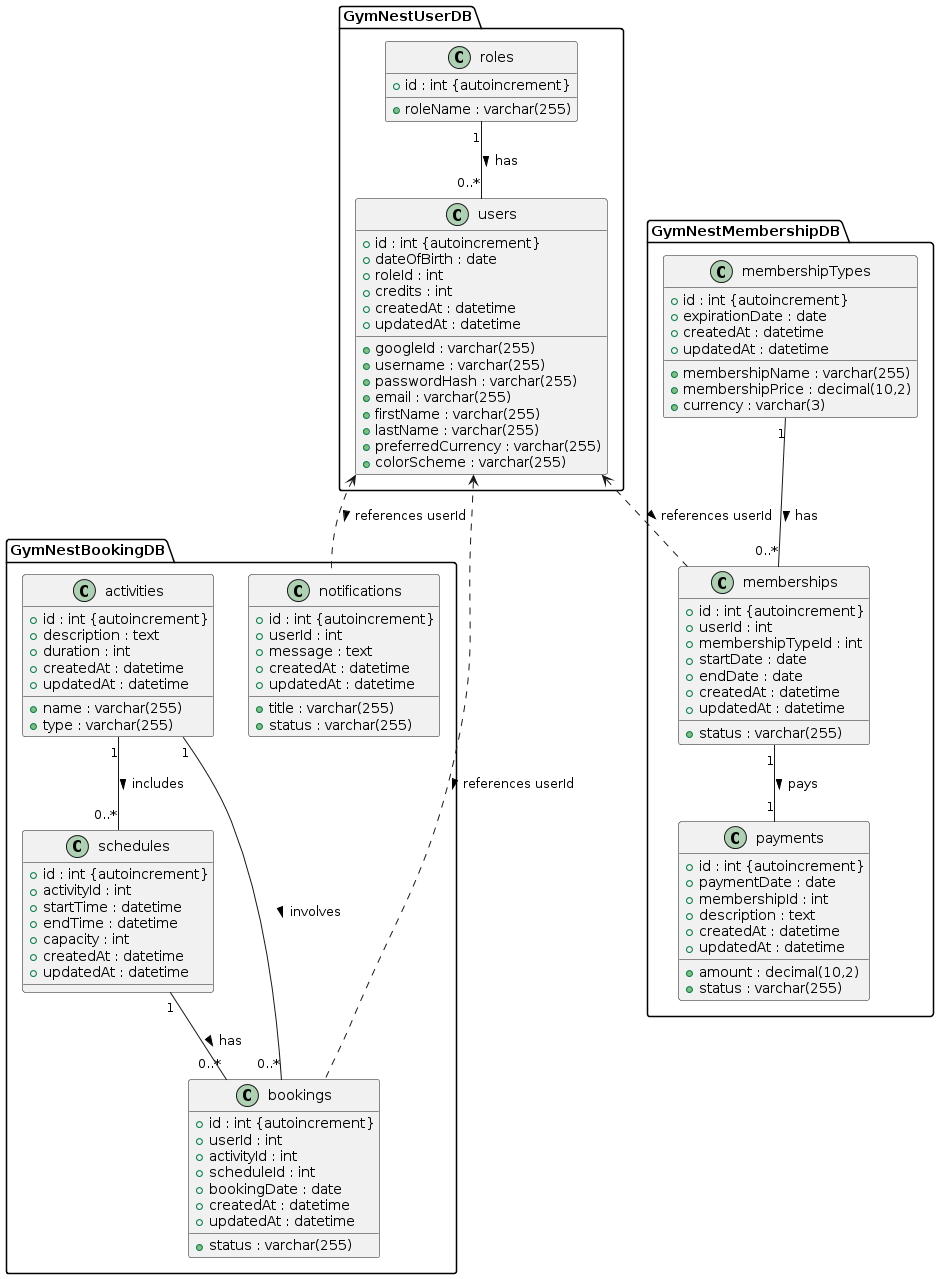 GymNestUserDB
C roles
id : int {autoincrement}
roleName : varchar(255)
1
has
0..*
C users
id : int {autoincrement}
dateOfBirth : date
roleId : int
credits : int
createdAt : datetime
updatedAt : datetime
googleId : varchar(255)
username : varchar(255)
passwordHash : varchar(255)
email : varchar(255)
firstName : varchar(255)
lastName : varchar(255)
preferredCurrency : varchar(255)
colorScheme : varchar(255)
GymNestMembershipDB
C membershipTypes
id : int {autoincrement}
expirationDate : date
createdAt : datetime
updatedAt : datetime
membershipName : varchar(255)
membershipPrice : decimal(10,2)
currency : varchar(3)
1
has
0..*
references userId
references userId
C memberships
id : int {autoincrement}
userId : int
membershipTypeId : int
startDate : date
endDate : date
createdAt : datetime
updatedAt : datetime
status : varchar(255)
1
pays
1
C payments
id : int {autoincrement}
paymentDate : date
membershipId : int
description : text
createdAt : datetime
updatedAt : datetime
amount : decimal(10,2)
status : varchar(255)
GymNestBookingDB
C activities
id : int {autoincrement}
description : text
duration : int
createdAt : datetime
updatedAt : datetime
name : varchar(255)
type : varchar(255)
C notifications
id : int {autoincrement}
userId : int
message : text
createdAt : datetime
updatedAt : datetime
title : varchar(255)
status : varchar(255)
1
1
includes
references userId
0..*
C schedules
id : int {autoincrement}
activityId : int
startTime : datetime
endTime : datetime
capacity : int
createdAt : datetime
updatedAt : datetime
involves
1
has
0..*
0..*
C bookings
id : int {autoincrement}
userId : int
activityId : int
scheduleId : int
bookingDate : date
createdAt : datetime
updatedAt : datetime
status : varchar(255)